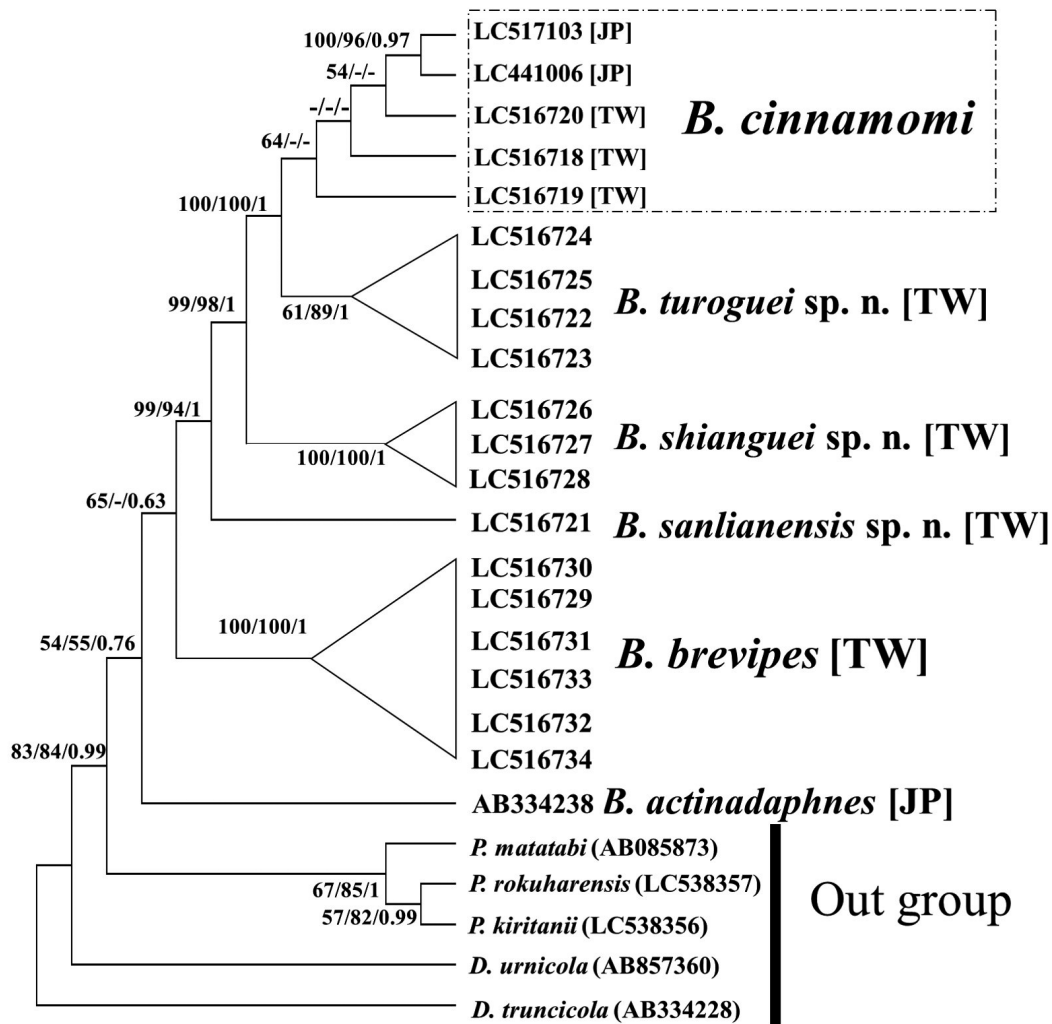 100/96/0.97
LC517103 [JP]
54/-/-
LC441006 [JP]
-/-/-
LC516720 [TW]
B. cinnamomi
64/-/-
LC516718 [TW]
LC516719 [TW]
100/100/1
LC516724
LC516725
61/89/1
B. turoguei sp. n. [TW]
LC516722
LC516723
99/98/1
LC516726
99/94/1
LC516727
B. shianguei sp. n. [TW]
100/100/1
LC516728
65/-/0.63
LC516721
B. sanlianensis sp. n. [TW]
LC516730
LC516729
100/100/1
LC516731
B. brevipes [TW]
54/55/0.76
LC516733
LC516732
LC516734
83/84/0.99
AB334238 B. actinadaphnes [JP]
P. matatabi (AB085873)
67/85/1
P. rokuharensis (LC538357)
Out group
57/82/0.99
P. kiritanii (LC538356)
D. urnicola (AB857360)
D. truncicola (AB334228)